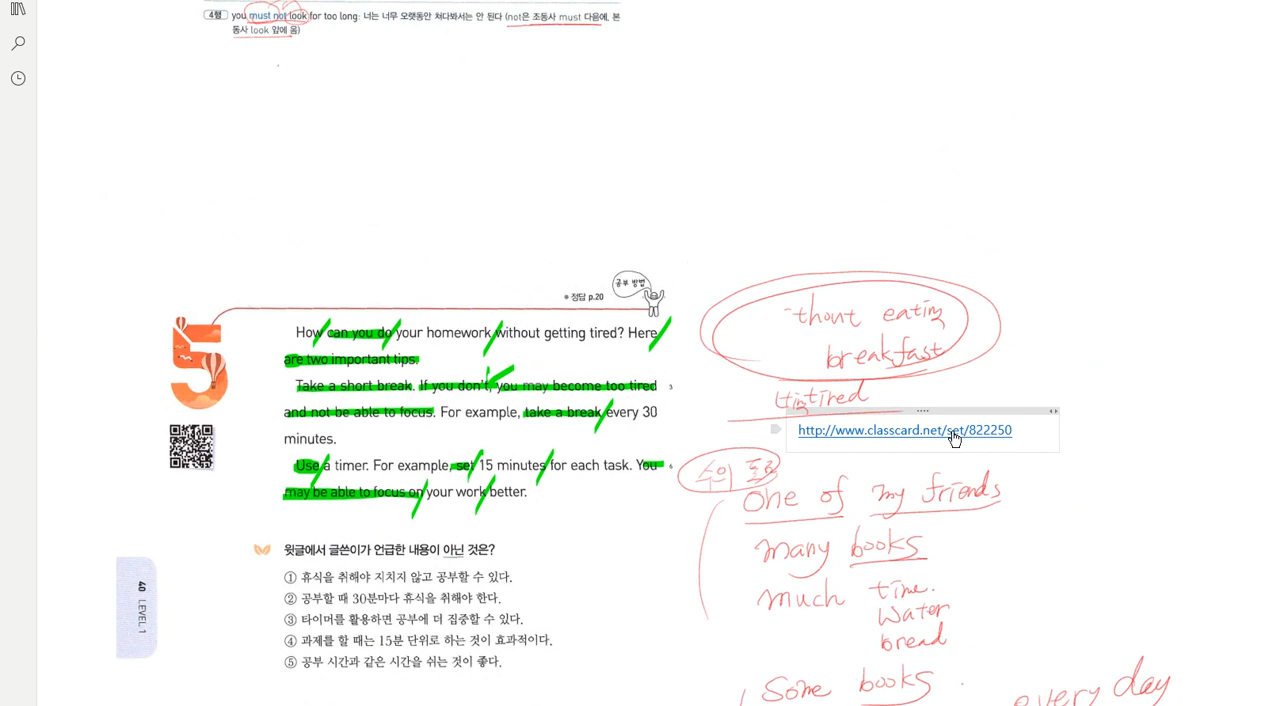 4행 you must not look for too long: 너는 너무 오랫동안 쳐다봐서는 안 된다 (not은 조동사 must 다음에, 본
동사 look 앞에 옴)
공부 방법
정답 p.20
5
How can you do your homework without getting tired? Here
are two important tips.
Take a short break. If you don't, you may become too tired
and not be able to focus. For example, take a break every 30
minutes.
Use a timer. For example, set 15 minutes for each task. You
may be able to focus on your work better.
3
6
윗글에서 글쓴이가 언급한 내용이 아닌 것은?
① 휴식을 취해야 지치지 않고 공부할 수 있다.
② 공부할 때 30분마다 휴식을 취해야 한다.
③ 타이머를 활용하면 공부에 더 집중할 수 있다.
④ 과제를 할 때는 15분 단위로 하는 것이 효과적이다.
⑤ 공부 시간과 같은 시간을 쉬는 것이 좋다.
40 LEVEL 1
thout eating
breakfast
tired
http://www.classcard.net/set/822250
수의
one of my friends
many books
much time.
water
bread
Some books
every day